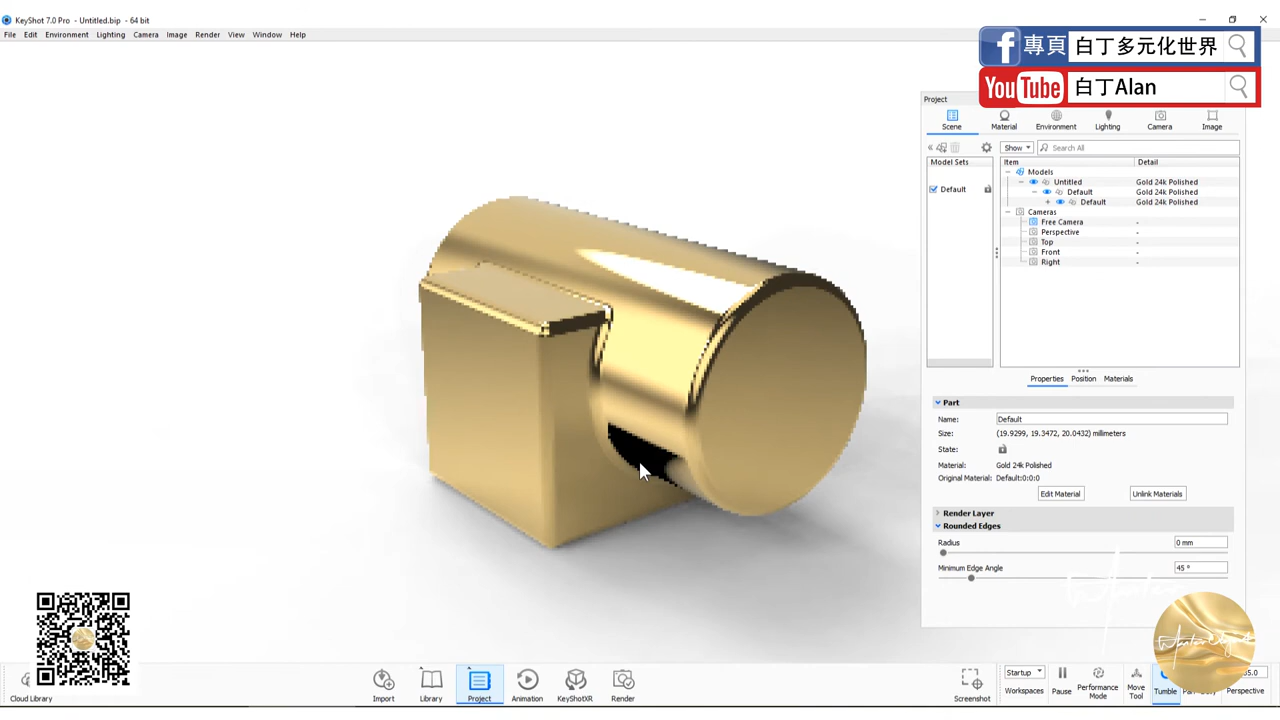 KeyShot 7.0 Pro - Untitled.bip - 64 bit
File Edit Environment Lighting Camera Image Render View Window Help
f 專頁 白丁多元化世界
YouTube 白丁Alan
Project
Scene Material Environment Lighting Camera Image
« Show Search All
Model Sets Item Detail
Default
Models
Untitled Gold 24k Polished
Default Gold 24k Polished
Default Gold 24k Polished
Cameras
Free Camera -
Perspective -
Top -
Front -
Right -
Properties Position Materials
Part
Name: Default
Size: (19.9299, 19.3472, 20.0432) millimeters
State:
Material: Gold 24k Polished
Original Material: Default:0:0:0
Edit Material Unlink Materials
Render Layer
Rounded Edges
Radius 0 mm
Minimum Edge Angle 45 °
Cloud Library Import Library Project Animation KeyShotXR Render Screenshot
Startup
Workspaces Pause Performance Mode Move Tool Tumble Perspective